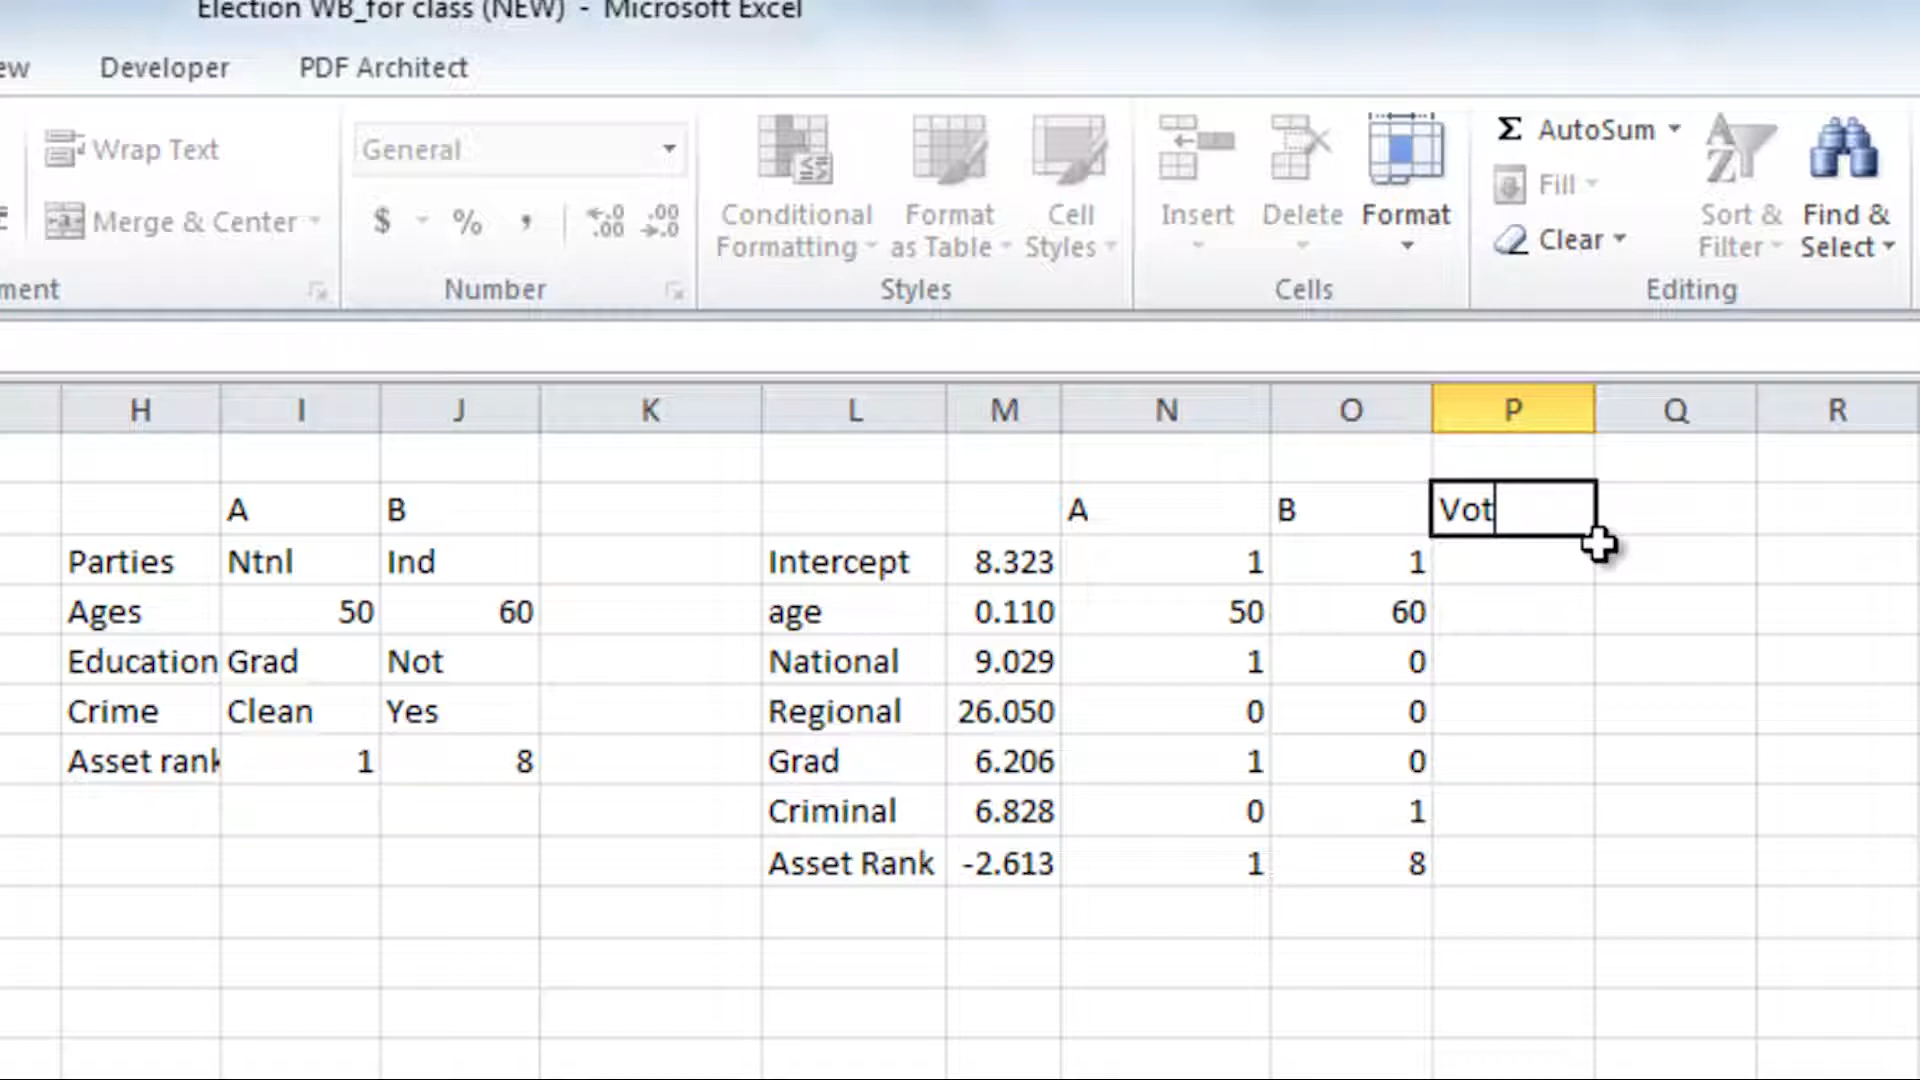 Election WB_for class (NEW) - Microsoft Excel
ew Developer PDF Architect
Wrap Text General AutoSum
Fill
Merge & Center $ % , .0 .00 .00 .0 Conditional Formatting Format as Table Cell Styles Insert Delete Format Clear Sort & Filter Find & Select
ment Number Styles Cells Editing
H I J K L M N O P Q R
A B A B Vot
Parties Ntnl Ind Intercept 8.323 1 1
Ages 50 60 age 0.110 50 60
Education Grad Not National 9.029 1 0
Crime Clean Yes Regional 26.050 0 0
Asset rank 1 8 Grad 6.206 1 0
Criminal 6.828 0 1
Asset Rank -2.613 1 8